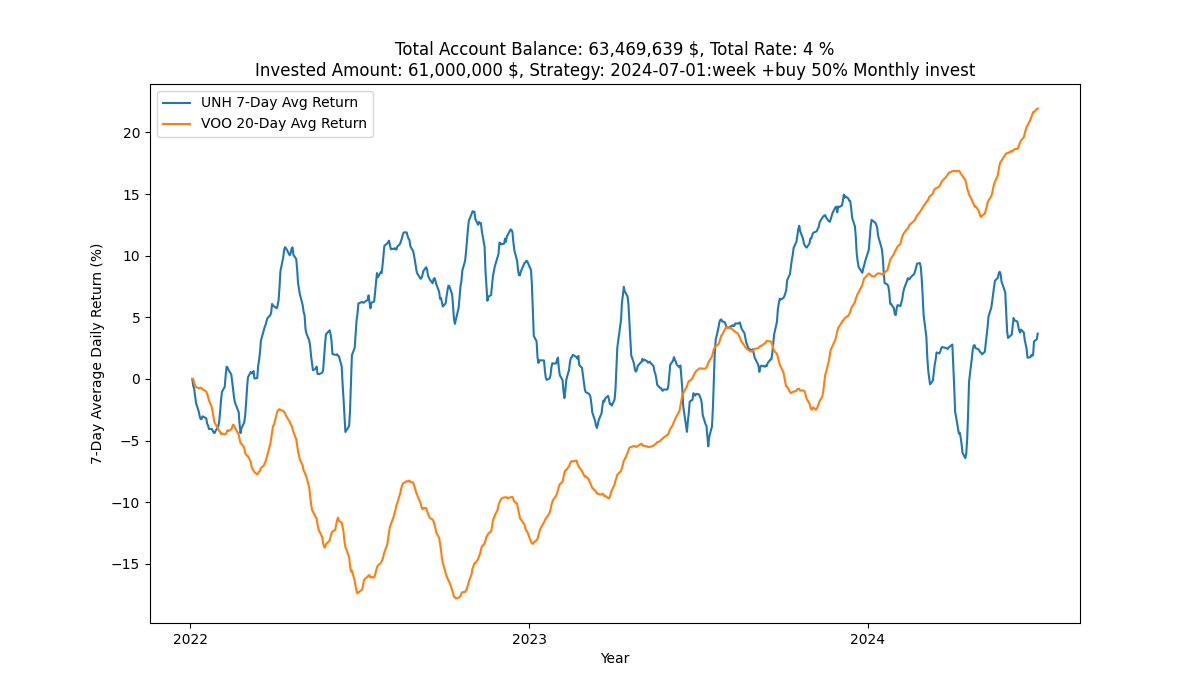 Total Account Balance: 63,469,639 $, Total Rate: 4 %
Invested Amount: 61,000,000 $, Strategy: 2024-07-01:week +buy 50% Monthly invest
UNH 7-Day Avg Return
VOO 20-Day Avg Return
7-Day Average Daily Return (%)
20
15
10
5
0
−5
−10
−15
2022
2023
2024
Year